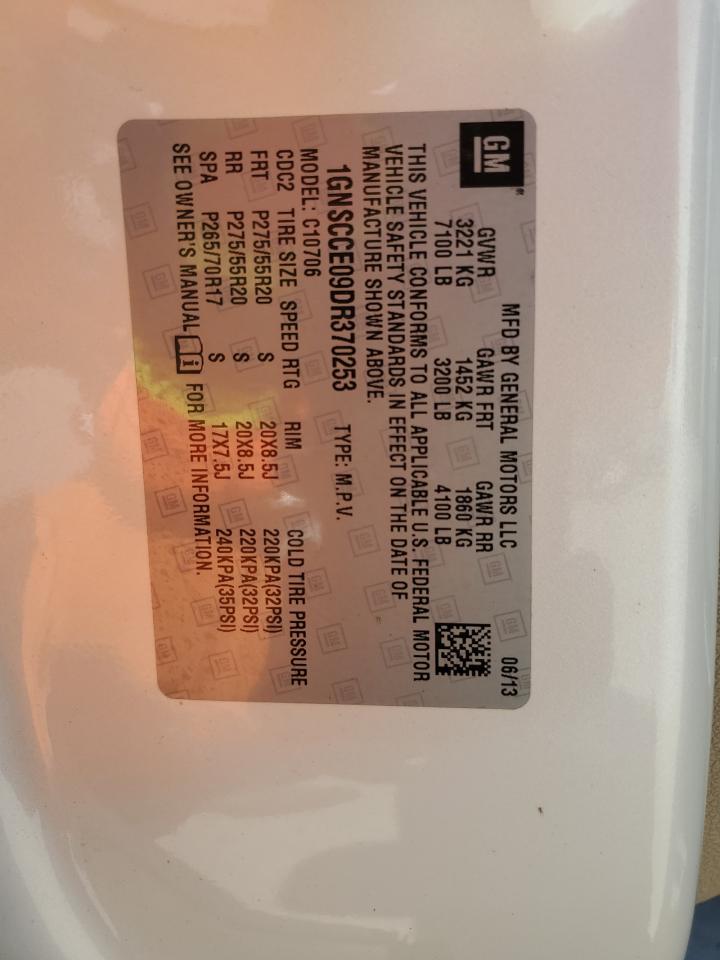 GM
MFD BY GENERAL MOTORS LLC 06/13
GVWR GAWR FRT GAWR RR
3221 KG 1452 KG 1860 KG
7100 LB 3200 LB 4100 LB
THIS VEHICLE CONFORMS TO ALL APPLICABLE U.S. FEDERAL MOTOR
VEHICLE SAFETY STANDARDS IN EFFECT ON THE DATE OF
MANUFACTURE SHOWN ABOVE.
1GNSCCE09DR370253 TYPE: M.P.V.
MODEL: C10706
CDC2 TIRE SIZE SPEED RTG RIM COLD TIRE PRESSURE
FRT P275/55R20 S 20X8.5J 220KPA(32PSI)
RR P275/55R20 S 20X8.5J 220KPA(32PSI)
SPA P265/70R17 S 17X7.5J 240KPA(35PSI)
SEE OWNER'S MANUAL i FOR MORE INFORMATION.